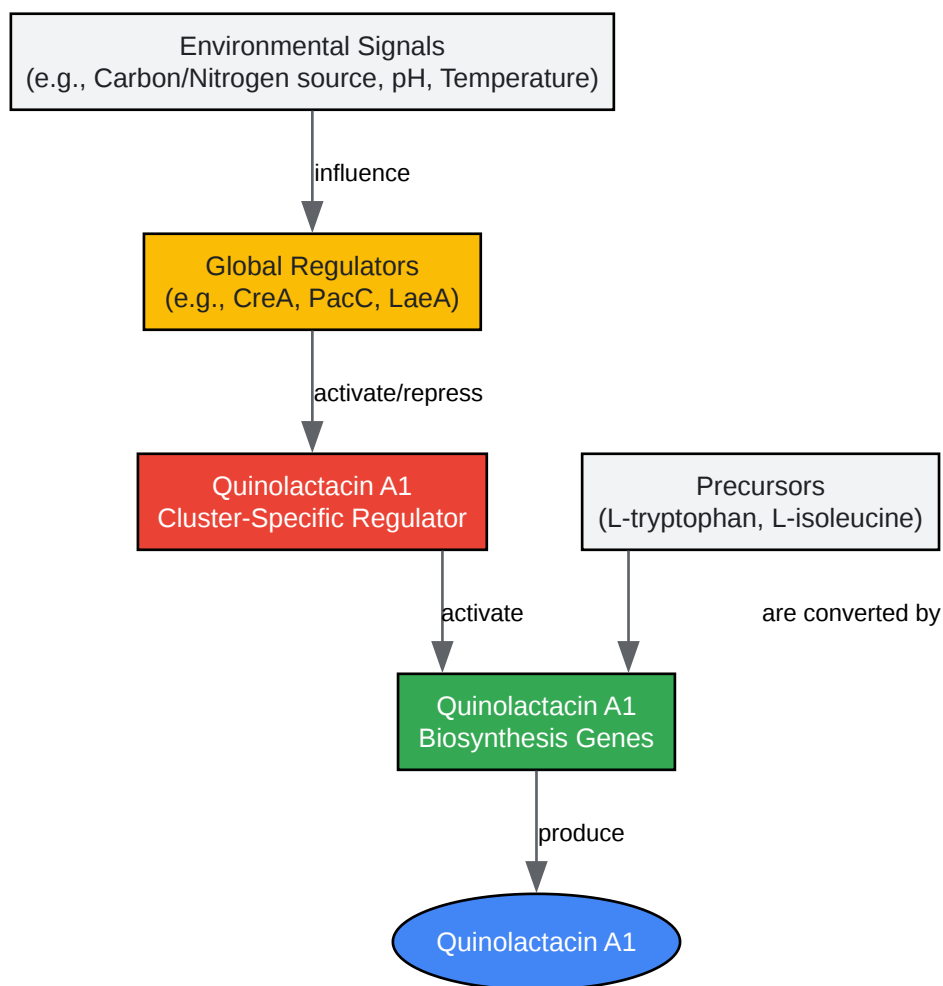 Environmental Signals
(e.g., Carbon/Nitrogen source, pH, Temperature)
influence
Global Regulators
(e.g., CreA, PacC, LaeA)
activate/repress
Quinolactacin A1
Cluster-Specific Regulator
Precursors
(L-tryptophan, L-isoleucine)
activate
are converted by
Quinolactacin A1
Biosynthesis Genes
produce
Quinolactacin A1